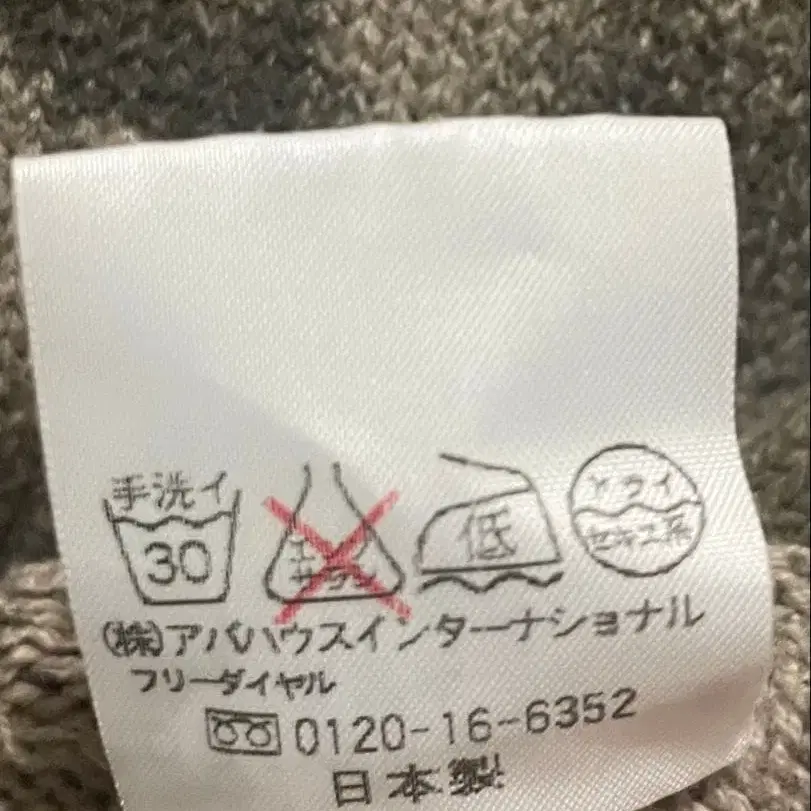 手洗イ
30
エンソサラシ
低
ドライ
セキユ系
(株)アバハウスインターナショナル
フリーダイヤル
0120-16-6352
日本製